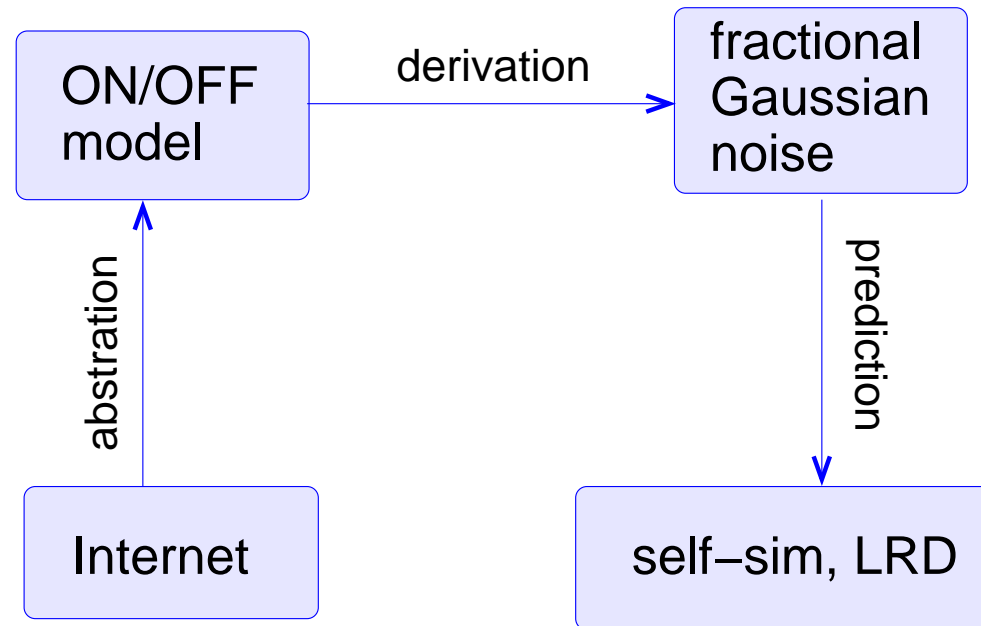 ON/OFF
model
derivation
fractional
Gaussian
noise
abstration
prediction
Internet
self−sim, LRD